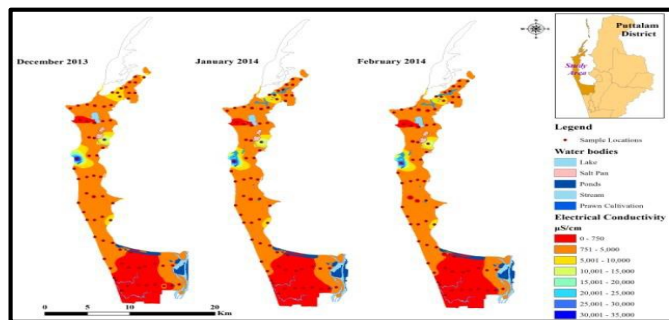 Puttalam
District
Study
Area
December 2013
January 2014
February 2014
Legend
Sample Locations
Water bodies
Lake
Salt Pan
Ponds
Stream
Prawn Cultivation
Electrical Conductivity
µS/cm
0 - 750
751 - 5,000
5,001 - 10,000
10,001 - 15,000
15,001 - 20,000
20,001 - 25,000
25,001 - 30,000
30,001 - 35,000
0 5 10 20
Km